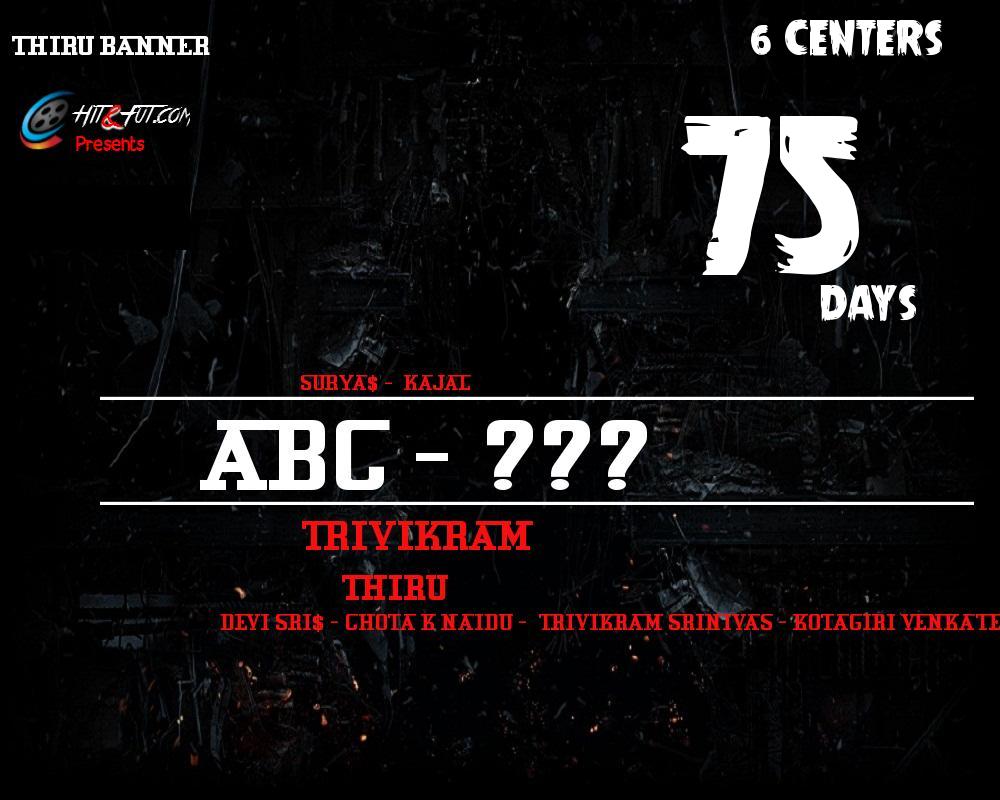 THIRU BANNER
6 CENTERS
HIT&FUT.COM
Presents
75
DAYS
SURYA$ - KAJAL
ABC - ???
TRIVIKRAM
THIRU
DEVI SRI$ - CHOTA K NAIDU - TRIVIKRAM SRINIVAS - KOTAGIRI VENKATE